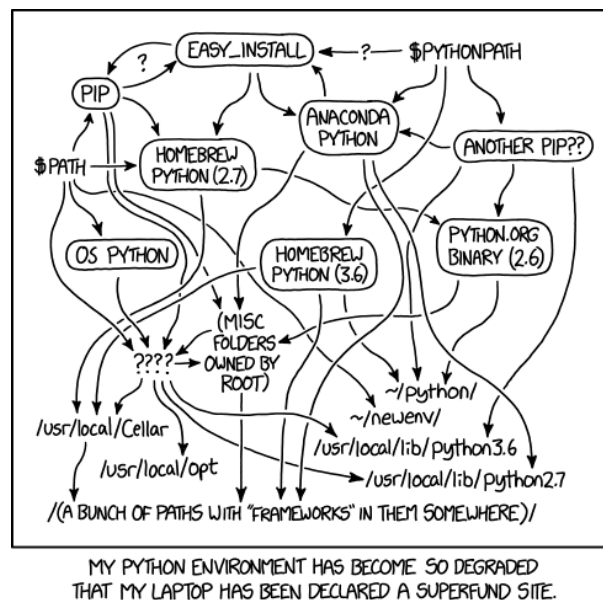 EASY_INSTALL
?
$PYTHONPATH
?
PIP
ANACONDA
PYTHON
ANOTHER PIP??
HOMEBREW
PYTHON (2.7)
$PATH
OS PYTHON
HOMEBREW
PYTHON (3.6)
PYTHON.ORG
BINARY (2.6)
(MISC
FOLDERS
OWNED BY
ROOT)
????
~/python/
~/newenv/
/usr/local/Cellar
/usr/local/lib/python3.6
/usr/local/opt
/usr/local/lib/python2.7
/(A BUNCH OF PATHS WITH "FRAMEWORKS" IN THEM SOMEWHERE)/
MY PYTHON ENVIRONMENT HAS BECOME SO DEGRADED
THAT MY LAPTOP HAS BEEN DECLARED A SUPERFUND SITE.